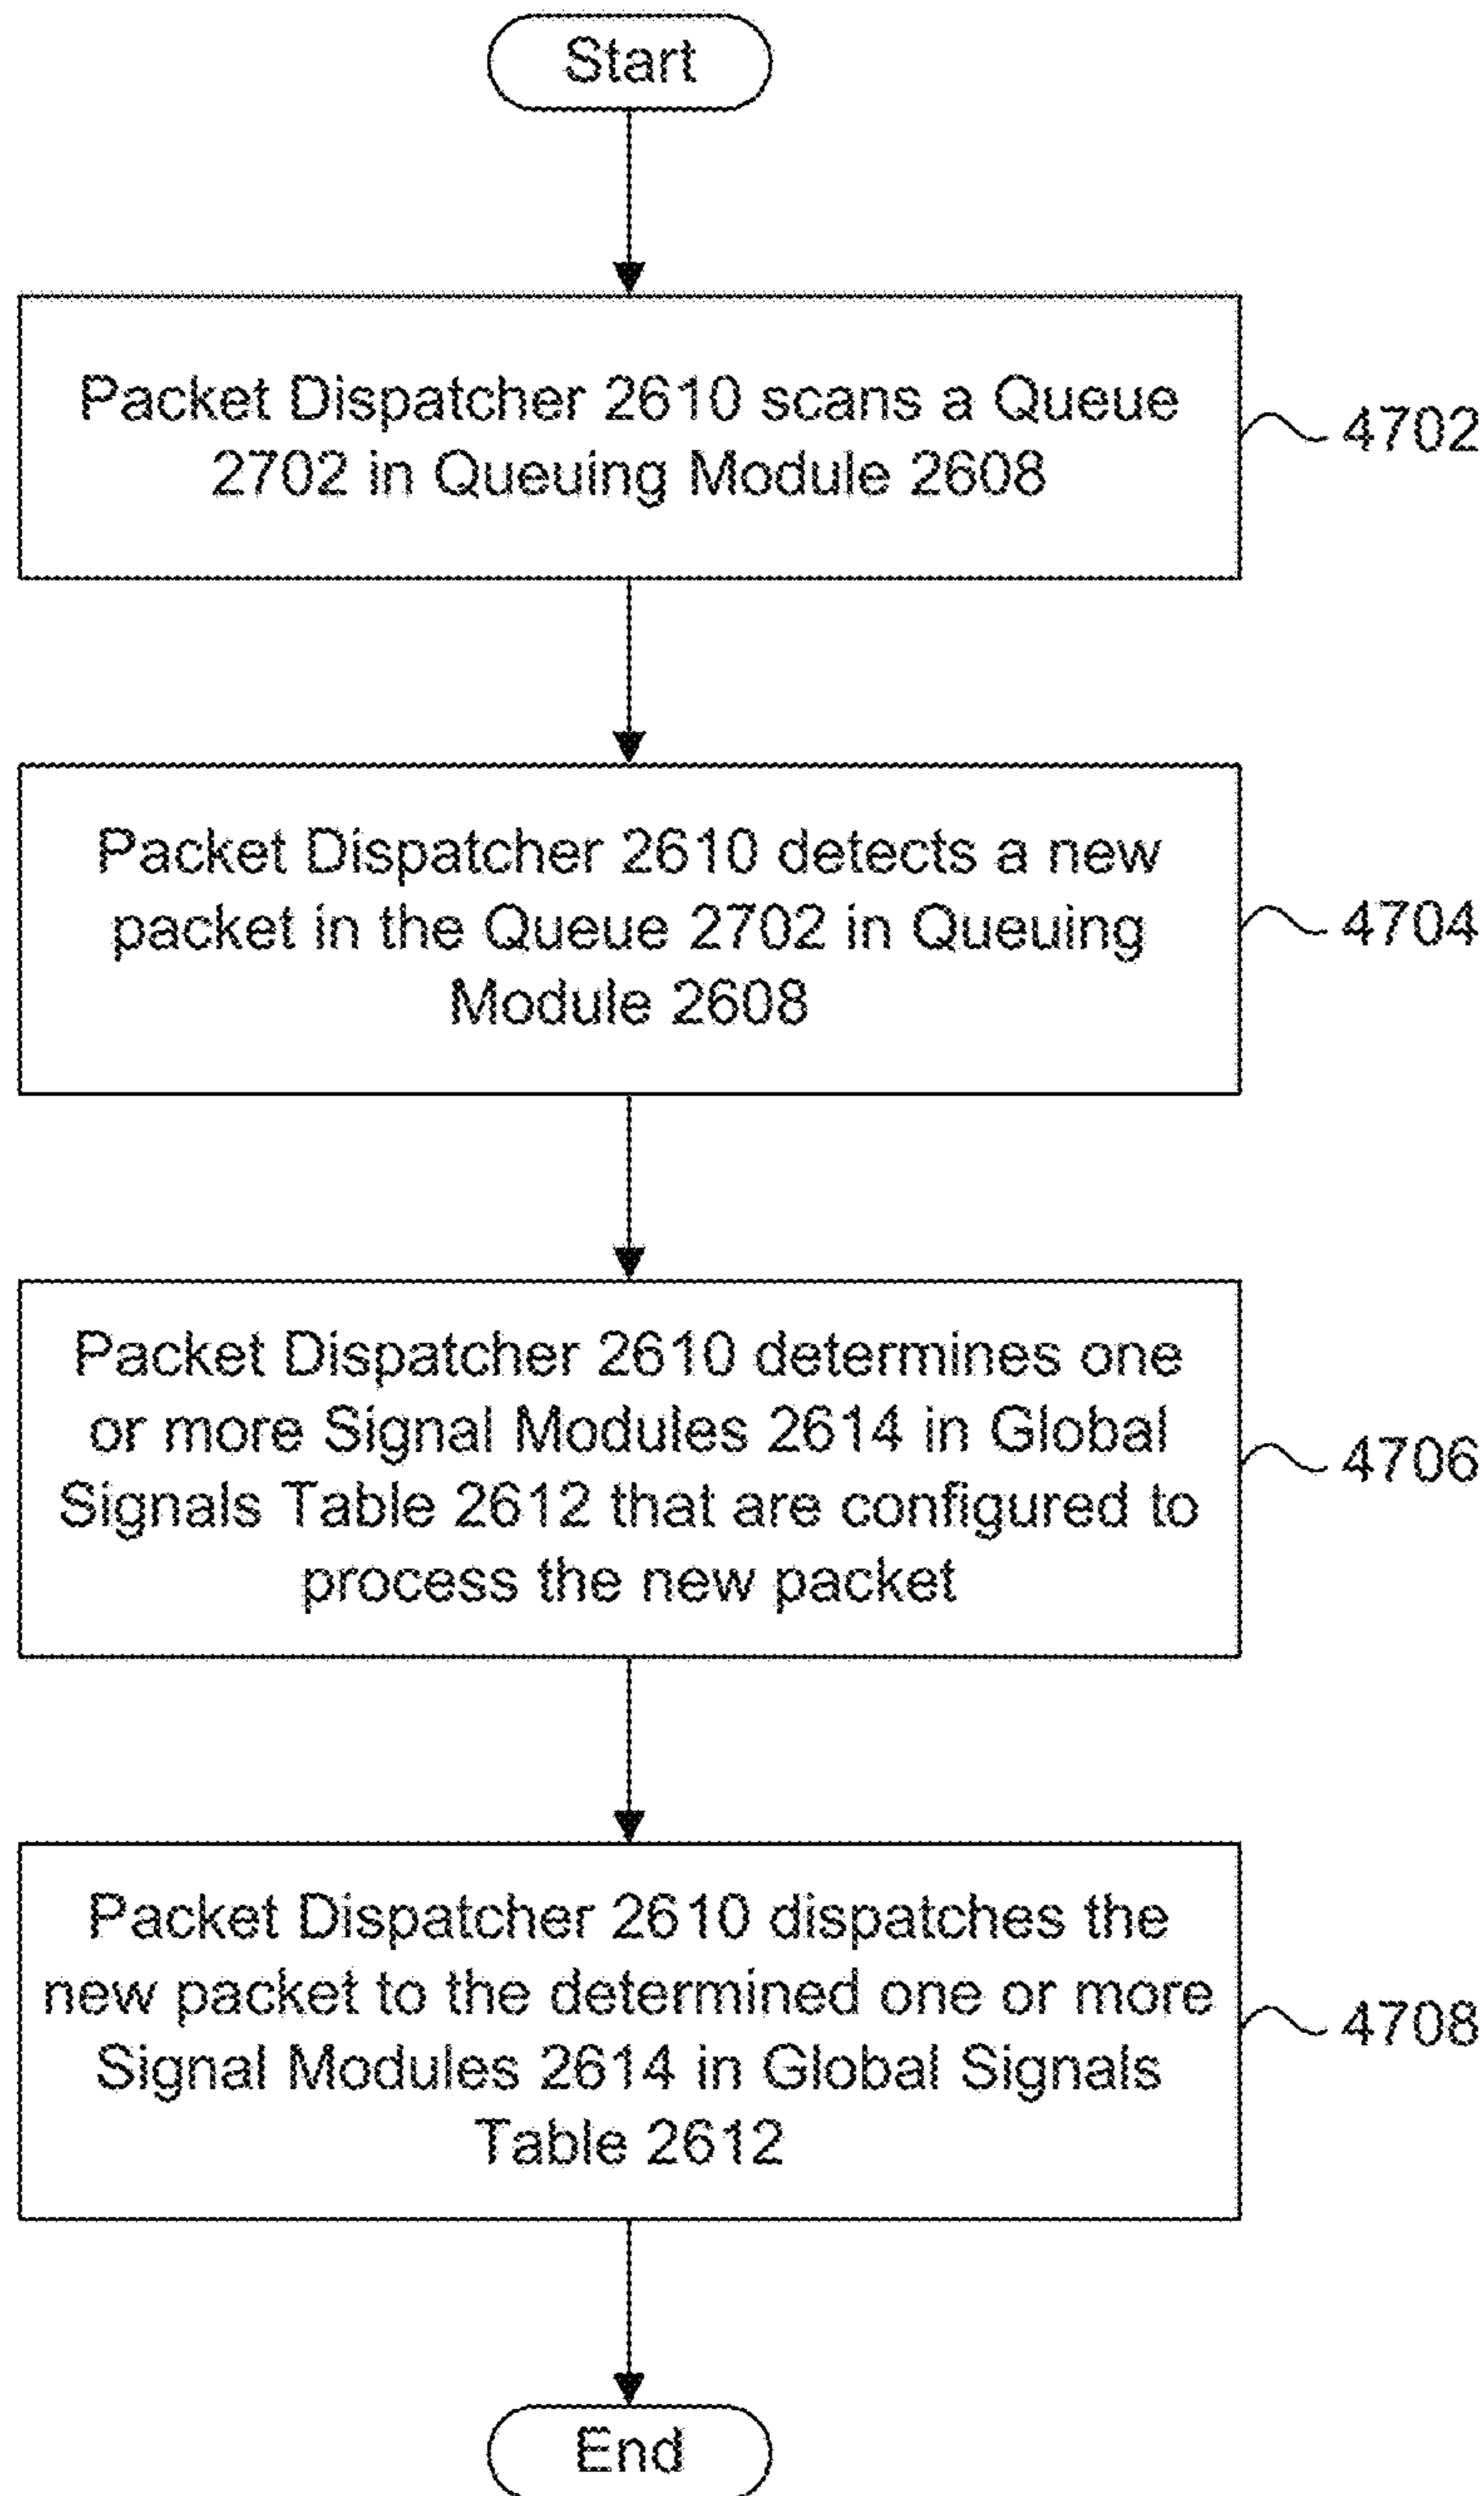 Start
Packet Dispatcher 2610 scans a Queue
2702 in Queuing Module 2608
4702
Packet Dispatcher 2610 detects a new
packet in the Queue 2702 in Queuing
Module 2608
4704
Packet Dispatcher 2610 determines one
or more Signal Modules 2614 in Global
Signals Table 2612 that are configured to
process the new packet
4706
Packet Dispatcher 2610 dispatches the
new packet to the determined one or more
Signal Modules 2614 in Global Signals
Table 2612
4708
End